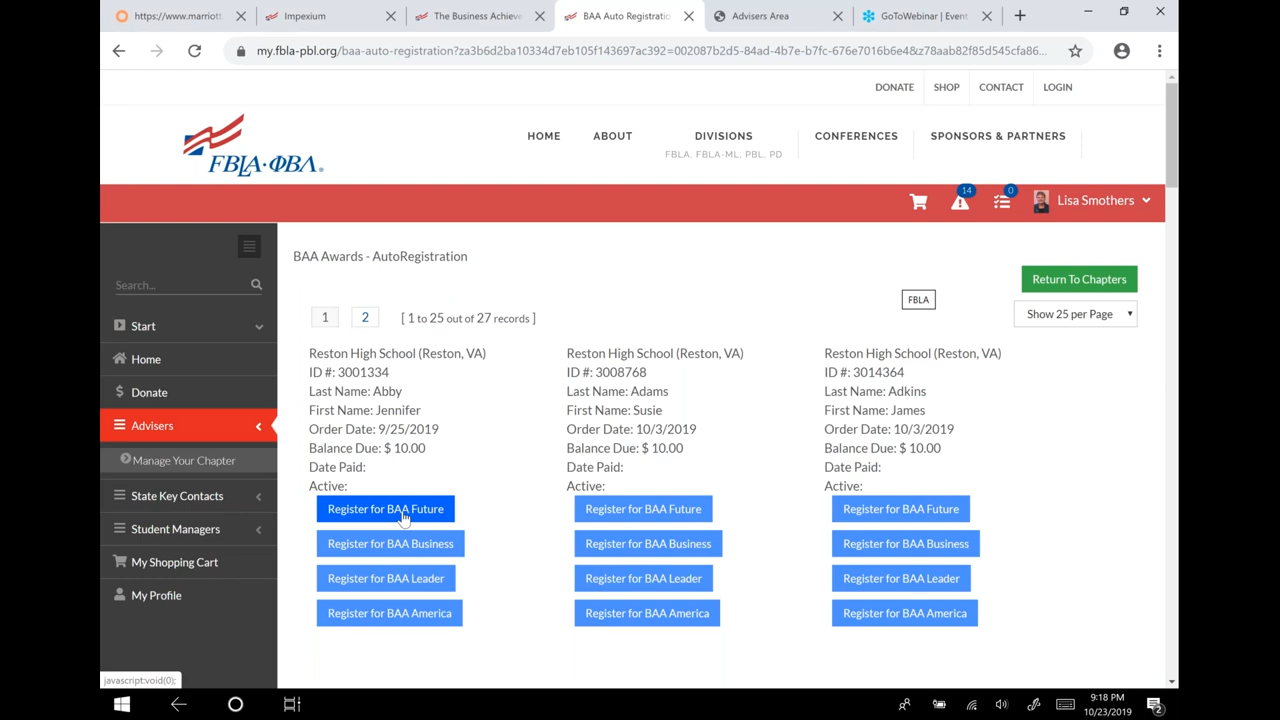 https://www.marriott.
Impexium
The Business Achieve
BAA Auto Registratio
Advisers Area
GoToWebinar | Event
my.fbla-pbl.org/baa-auto-registration?za3b6d2ba10334d7eb105f143697ac392=002087b2d5-84ad-4b7e-b7fc-676e7016b6e4&z78aab82f85d545cfa86...
DONATE SHOP CONTACT LOGIN
FBLA·ΦBΛ
HOME ABOUT DIVISIONS CONFERENCES SPONSORS & PARTNERS
FBLA, FBLA-ML, PBL, PD
14 0 Lisa Smothers
BAA Awards - AutoRegistration
Return To Chapters
Search...
FBLA
Show 25 per Page
1 2 [ 1 to 25 out of 27 records ]
Start
Home
Donate
Advisers
Manage Your Chapter
State Key Contacts
Student Managers
My Shopping Cart
My Profile
Reston High School (Reston, VA)
ID #: 3001334
Last Name: Abby
First Name: Jennifer
Order Date: 9/25/2019
Balance Due: $ 10.00
Date Paid:
Active:
Register for BAA Future
Register for BAA Business
Register for BAA Leader
Register for BAA America
Reston High School (Reston, VA)
ID #: 3008768
Last Name: Adams
First Name: Susie
Order Date: 10/3/2019
Balance Due: $ 10.00
Date Paid:
Active:
Register for BAA Future
Register for BAA Business
Register for BAA Leader
Register for BAA America
Reston High School (Reston, VA)
ID #: 3014364
Last Name: Adkins
First Name: James
Order Date: 10/3/2019
Balance Due: $ 10.00
Date Paid:
Active:
Register for BAA Future
Register for BAA Business
Register for BAA Leader
Register for BAA America
javascript:void(0);
9:18 PM
10/23/2019
2